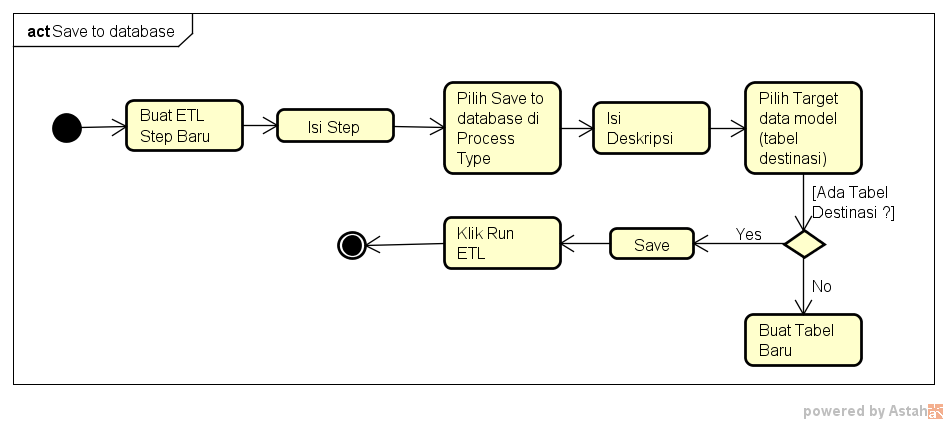 act Save to database
Buat ETL
Step Baru
Isi Step
Pilih Save to
database di
Process
Type
Isi
Deskripsi
Pilih Target
data model
(tabel
destinasi)
[Ada Tabel
Destinasi ?]
Yes
Save
Klik Run
ETL
No
Buat Tabel
Baru
powered by Astah